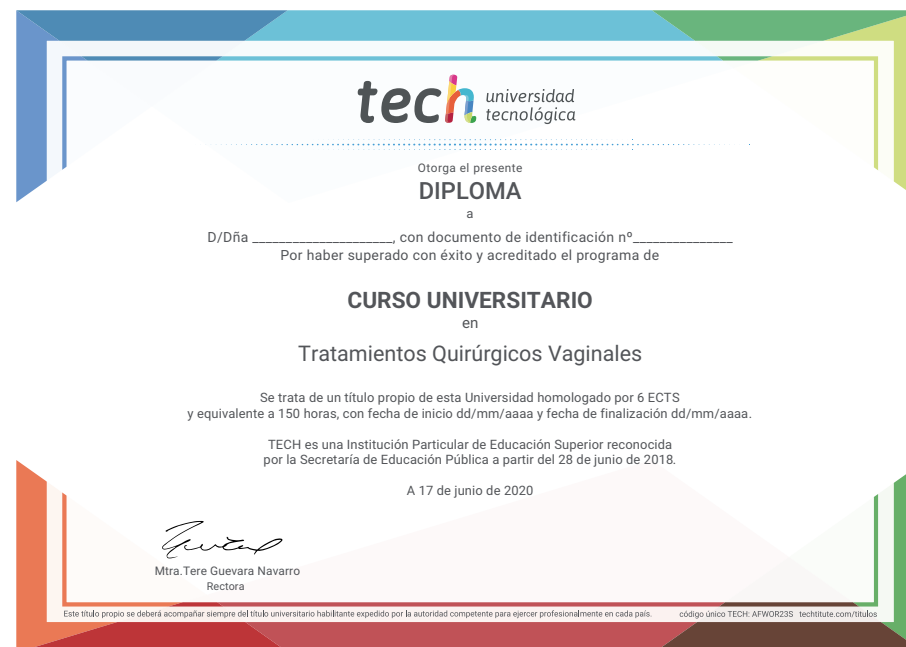 tech universidad
tecnológica
Otorga el presente
DIPLOMA
a
D/Dña ______________________, con documento de identificación nº_______________
Por haber superado con éxito y acreditado el programa de
CURSO UNIVERSITARIO
en
Tratamientos Quirúrgicos Vaginales
Se trata de un título propio de esta Universidad homologado por 6 ECTS
y equivalente a 150 horas, con fecha de inicio dd/mm/aaaa y fecha de finalización dd/mm/aaaa.
TECH es una Institución Particular de Educación Superior reconocida
por la Secretaría de Educación Pública a partir del 28 de junio de 2018.
A 17 de junio de 2020
Mtra.Tere Guevara Navarro
Rectora
Este título propio se deberá acompañar siempre del título universitario habilitante expedido por la autoridad competente para ejercer profesionalmente en cada país. código único TECH: AFWOR23S techtitute.com/títulos